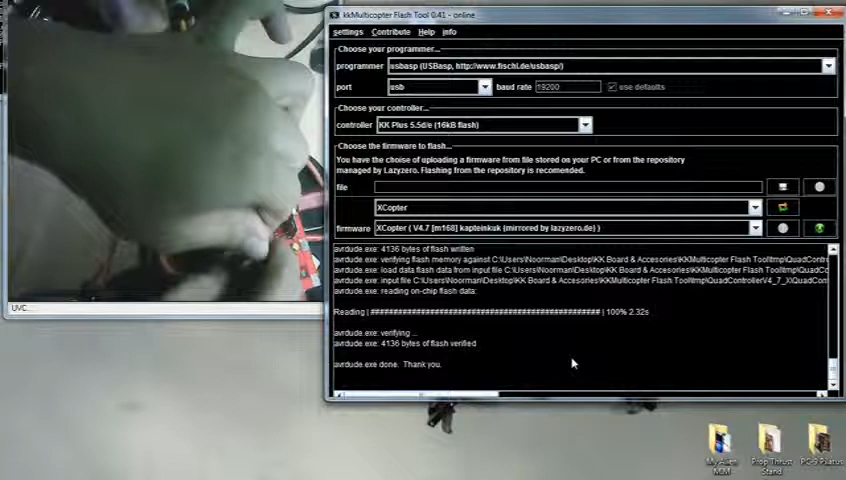 kkMulticopter Flash Tool 0.41 - online
settings Contribute Help Info
Choose your programmer...
programmer usbasp (USBasp, http://www.fischl.de/usbasp/)
port usb baud rate 19200 use defaults
Choose your controller...
controller KK Plus 5.5d/e (16kB flash)
Choose the firmware to flash...
You have the choise of uploading a firmware from file stored on your PC or from the repository
managed by Lazyzero. Flashing from the repository is recomended.
file
XCopter
firmware XCopter ( V4.7 [m168] kapteinkuk (mirrored by lazyzero.de) )
avrdude.exe: 4136 bytes of flash written
avrdude.exe: verifying flash memory against C:\Users\Noorman\Desktop\KK Board & Accesories\KKMulticopter Flash Tool\tmp\QuadContro
avrdude.exe: load data flash data from input file C:\Users\Noorman\Desktop\KK Board & Accesories\KKMulticopter Flash Tool\tmp\QuadCo
avrdude.exe: input file C:\Users\Noorman\Desktop\KK Board & Accesories\KKMulticopter Flash Tool\tmp\QuadControllerV4_7_X\QuadCon
avrdude.exe: reading on-chip flash data:
Reading | ################################################## | 100% 2.32s
avrdude.exe: verifying ...
avrdude.exe: 4136 bytes of flash verified
avrdude.exe done. Thank you.
UVC...
My Alien
Prop Thrust
Stand